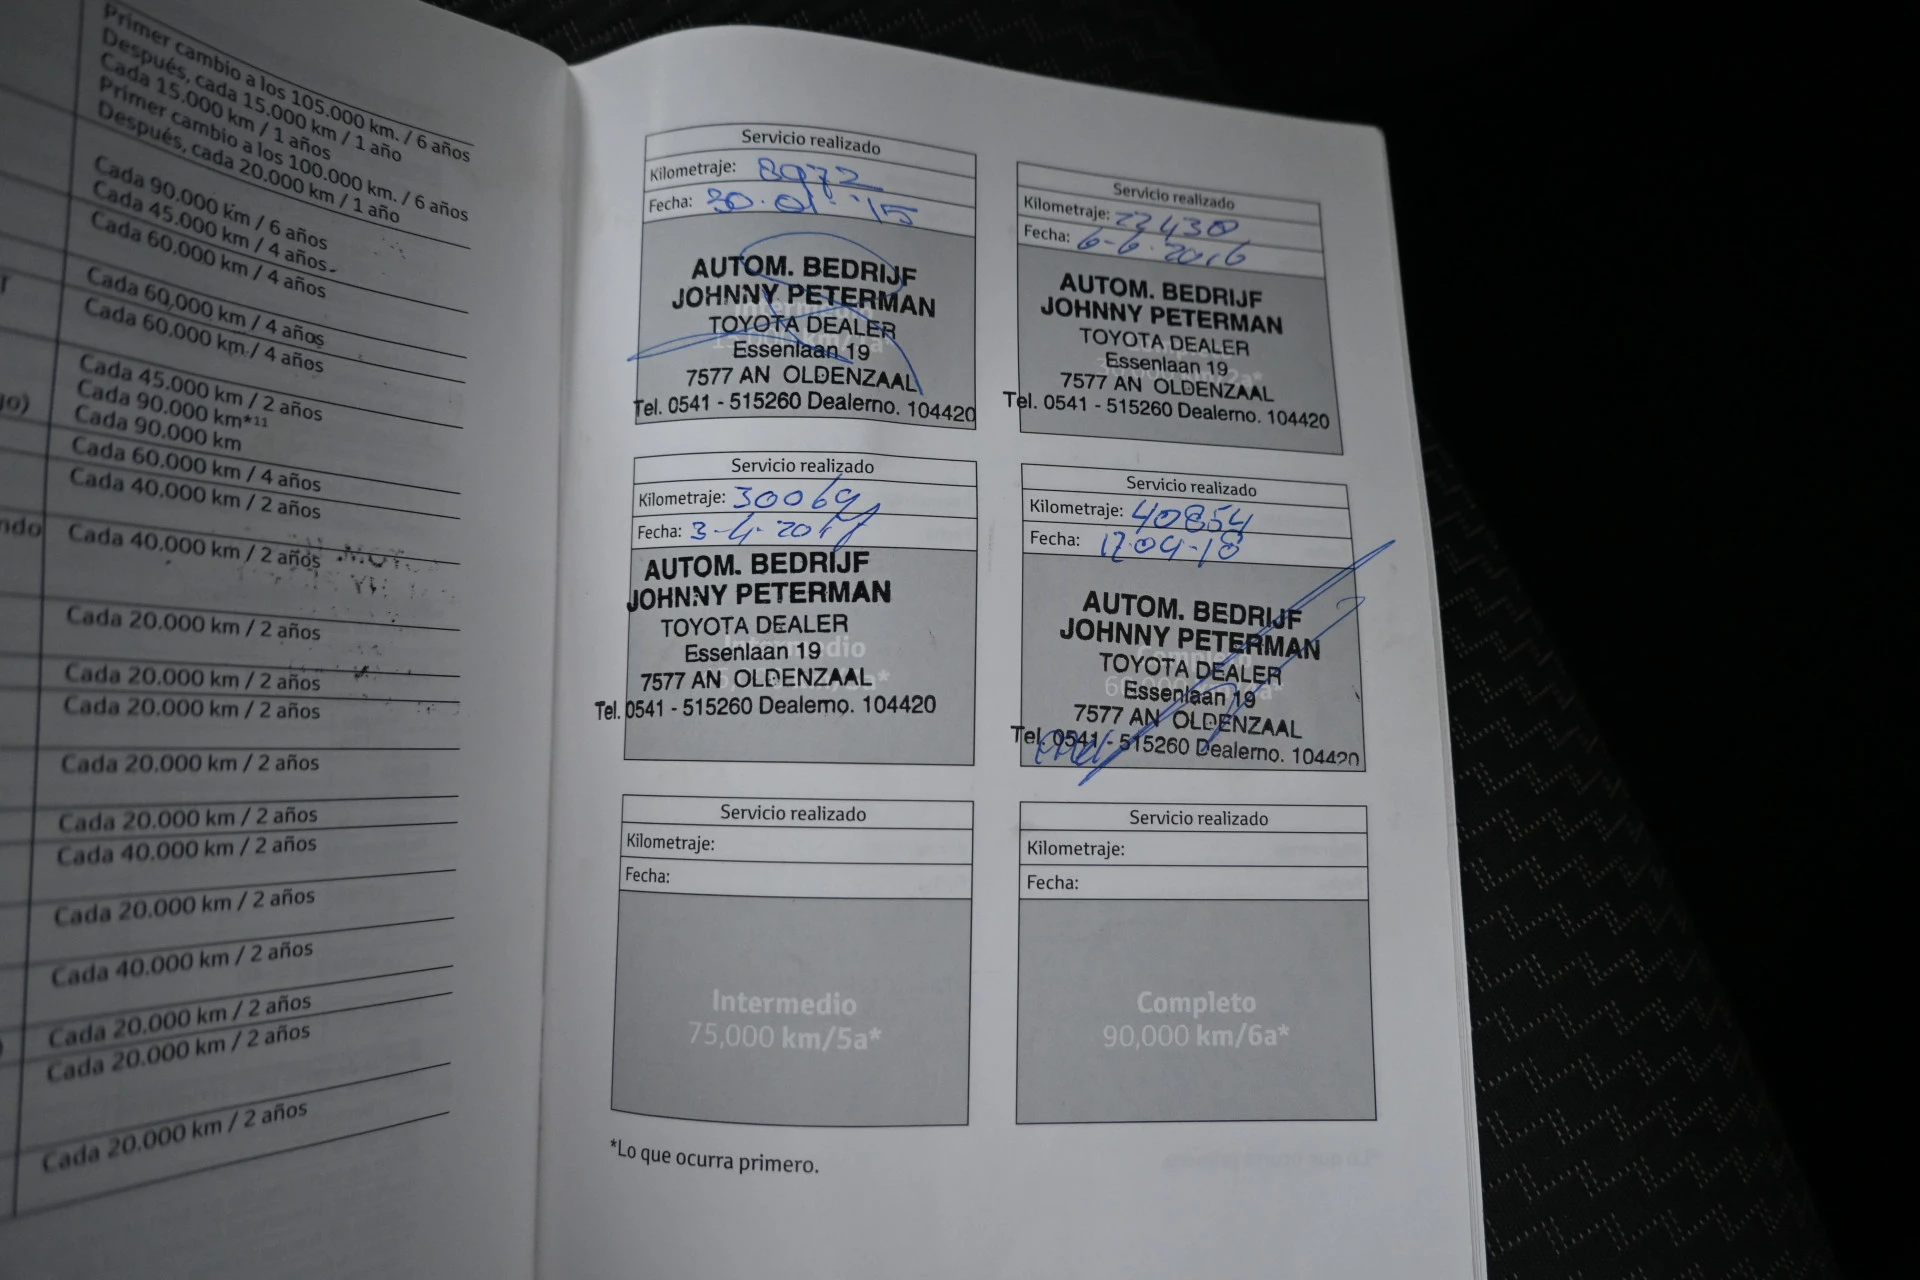 Primer cambio a los 105.000 km. / 6 años
Después, cada 15.000 km / 1 año
Cada 15.000 km / 1 años
Primer cambio a los 100.000 km. / 6 años
Después, cada 20.000 km / 1 año
Cada 90.000 km / 6 años
Cada 45.000 km / 4 años
Cada 60.000 km / 4 años
Cada 60,000 km / 4 años
Cada 60.000 km / 4 años
Cada 45.000 km / 2 años
Cada 90.000 km*11
Cada 90.000 km
Cada 60.000 km / 4 años
Cada 40.000 km / 2 años
Cada 40.000 km / 2 años
Cada 20.000 km / 2 años
Cada 20.000 km / 2 años
Cada 20.000 km / 2 años
Cada 20.000 km / 2 años
Cada 20.000 km / 2 años
Cada 40.000 km / 2 años
Cada 20.000 km / 2 años
Cada 40.000 km / 2 años
Cada 20.000 km / 2 años
Cada 20.000 km / 2 años
Cada 20.000 km / 2 años
Servicio realizado
Kilometraje: 8972
Fecha: 30.01.'15
AUTOM. BEDRIJF
JOHNNY PETERMAN
TOYOTA DEALER
Essenlaan 19
7577 AN OLDENZAAL
Tel. 0541 - 515260 Dealerno. 104420
Servicio realizado
Kilometraje: 22430
Fecha: 6-6-2016
AUTOM. BEDRIJF
JOHNNY PETERMAN
TOYOTA DEALER
Essenlaan 19
7577 AN OLDENZAAL
Tel. 0541 - 515260 Dealerno. 104420
Servicio realizado
Kilometraje: 30069
Fecha: 3-4-2017
AUTOM. BEDRIJF
JOHNNY PETERMAN
TOYOTA DEALER
Essenlaan 19
7577 AN OLDENZAAL
Tel. 0541 - 515260 Dealerno. 104420
Servicio realizado
Kilometraje: 40854
Fecha: 17-04-18
AUTOM. BEDRIJF
JOHNNY PETERMAN
TOYOTA DEALER
Essenlaan 19
7577 AN OLDENZAAL
Tel. 0541 - 515260 Dealerno. 104420
Servicio realizado
Kilometraje:
Fecha:
Intermedio
75,000 km/5a*
Servicio realizado
Kilometraje:
Fecha:
Completo
90,000 km/6a*
*Lo que ocurra primero.